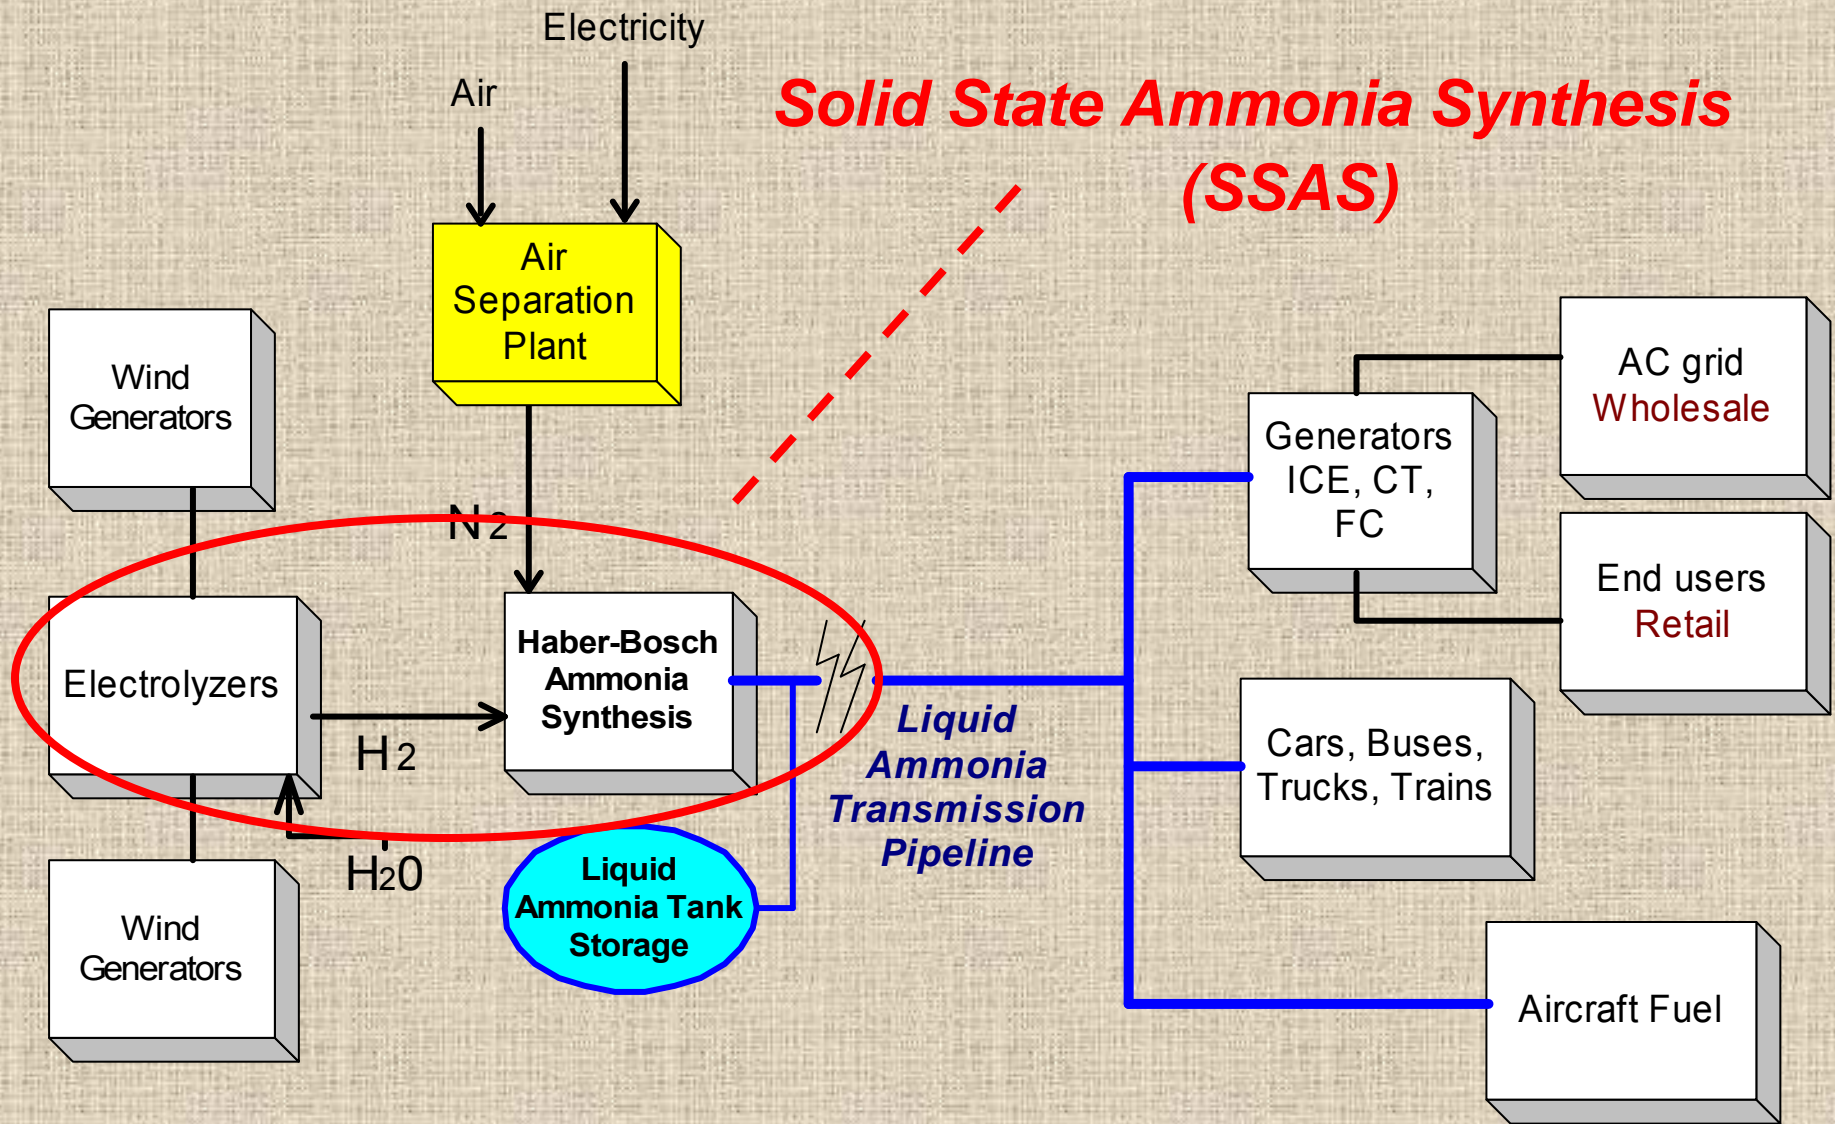 Electricity
Air
Solid State Ammonia Synthesis
(SSAS)
Air
Separation
Plant
Wind
Generators
AC grid
Wholesale
Generators
ICE, CT,
FC
N2
End users
Retail
Electrolyzers
Haber-Bosch
Ammonia
Synthesis
H2
Liquid
Ammonia
Transmission
Pipeline
Cars, Buses,
Trucks, Trains
H20
Liquid
Ammonia Tank
Storage
Wind
Generators
Aircraft Fuel